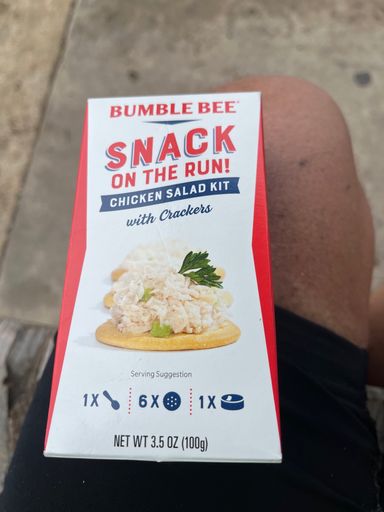 BUMBLE BEE®
SNACK
ON THE RUN!
CHICKEN SALAD KIT
with Crackers
Serving Suggestion
1X 6X 1X
NET WT 3.5 OZ (100g)